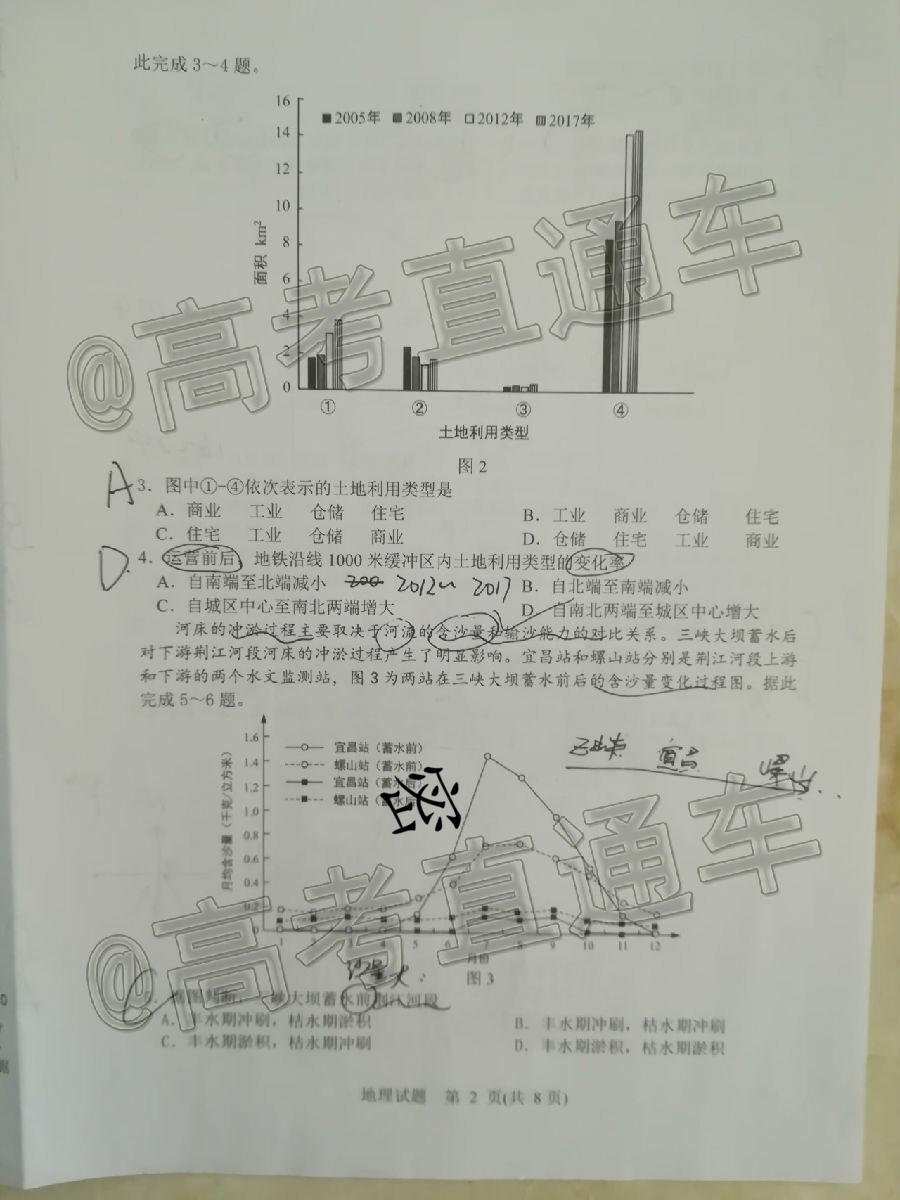 此完成3～4题。
16
14
12
10
8
6
4
2
0
面积 km²
■2005年 ■2008年 □2012年 ▥2017年
① ② ③ ④
土地利用类型
图2
A
3．图中①-④依次表示的土地利用类型是
A．商业 工业 仓储 住宅 B．工业 商业 仓储 住宅
C．住宅 工业 仓储 商业 D．仓储 住宅 工业 商业
D
4．运营前后，地铁沿线1000米缓冲区内土地利用类型的变化率
A．自南端至北端减小 2012 2017 B．自北端至南端减小
C．自城区中心至南北两端增大 D．自南北两端至城区中心增大
河床的冲淤过程主要取决于河流的含沙量和输沙能力的对比关系。三峡大坝蓄水后
对下游荆江河段河床的冲淤过程产生了明显影响。宜昌站和螺山站分别是荆江河段上游
和下游的两个水文监测站，图3为两站在三峡大坝蓄水前后的含沙量变化过程图。据此
完成5～6题。
月均含沙量（千克/立方米）
1.6
1.4
1.2
1.0
0.8
0.6
0.4
0.2
0
宜昌站（蓄水前）
螺山站（蓄水前）
宜昌站（蓄水后）
螺山站（蓄水后
密
宜昌
1 2 3 4 5 6 7 8 9 10 11 12
月份
图3
大坝蓄水前荆江河段
A．丰水期冲刷，枯水期淤积 B．丰水期冲刷，枯水期冲刷
C．丰水期淤积，枯水期冲刷 D．丰水期淤积，枯水期淤积
地理试题 第 2 页(共 8 页)
@高考直通车
@高考直通车